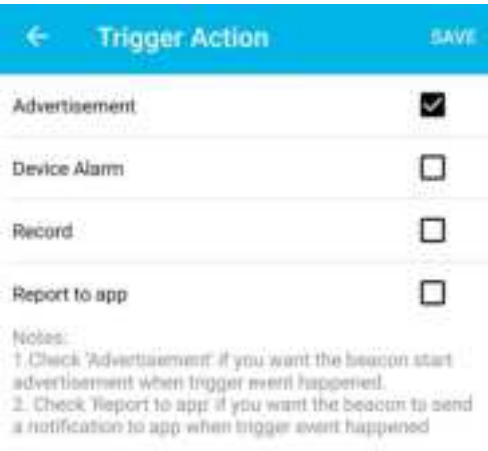 Trigger Action SAVE
Advertisement
Device Alarm
Record
Report to app
Notes:
1.Check 'Advertisement' if you want the beacon start
advertisement when trigger event happened.
2. Check 'Report to app' if you want the beacon to send
a notification to app when trigger event happened